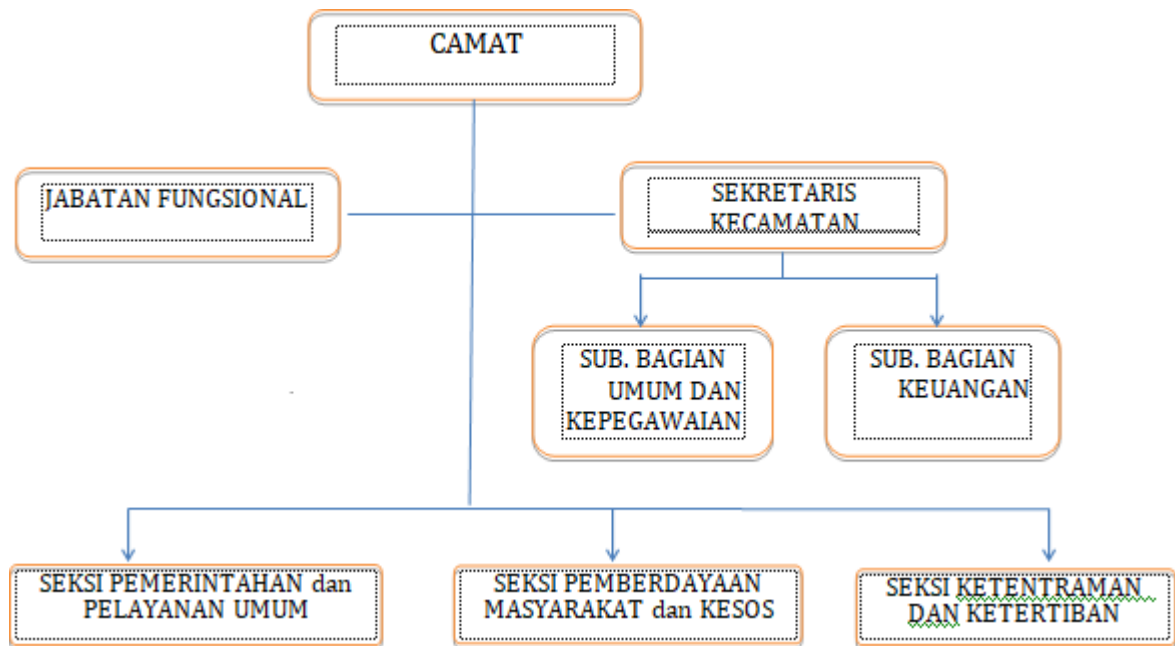 CAMAT
JABATAN FUNGSIONAL
SEKRETARIS
KECAMATAN
SUB. BAGIAN
UMUM DAN
KEPEGAWAIAN
SUB. BAGIAN
KEUANGAN
SEKSI PEMERINTAHAN dan
PELAYANAN UMUM
SEKSI PEMBERDAYAAN
MASYARAKAT dan KESOS
SEKSI KETENTRAMAN
DAN KETERTIBAN